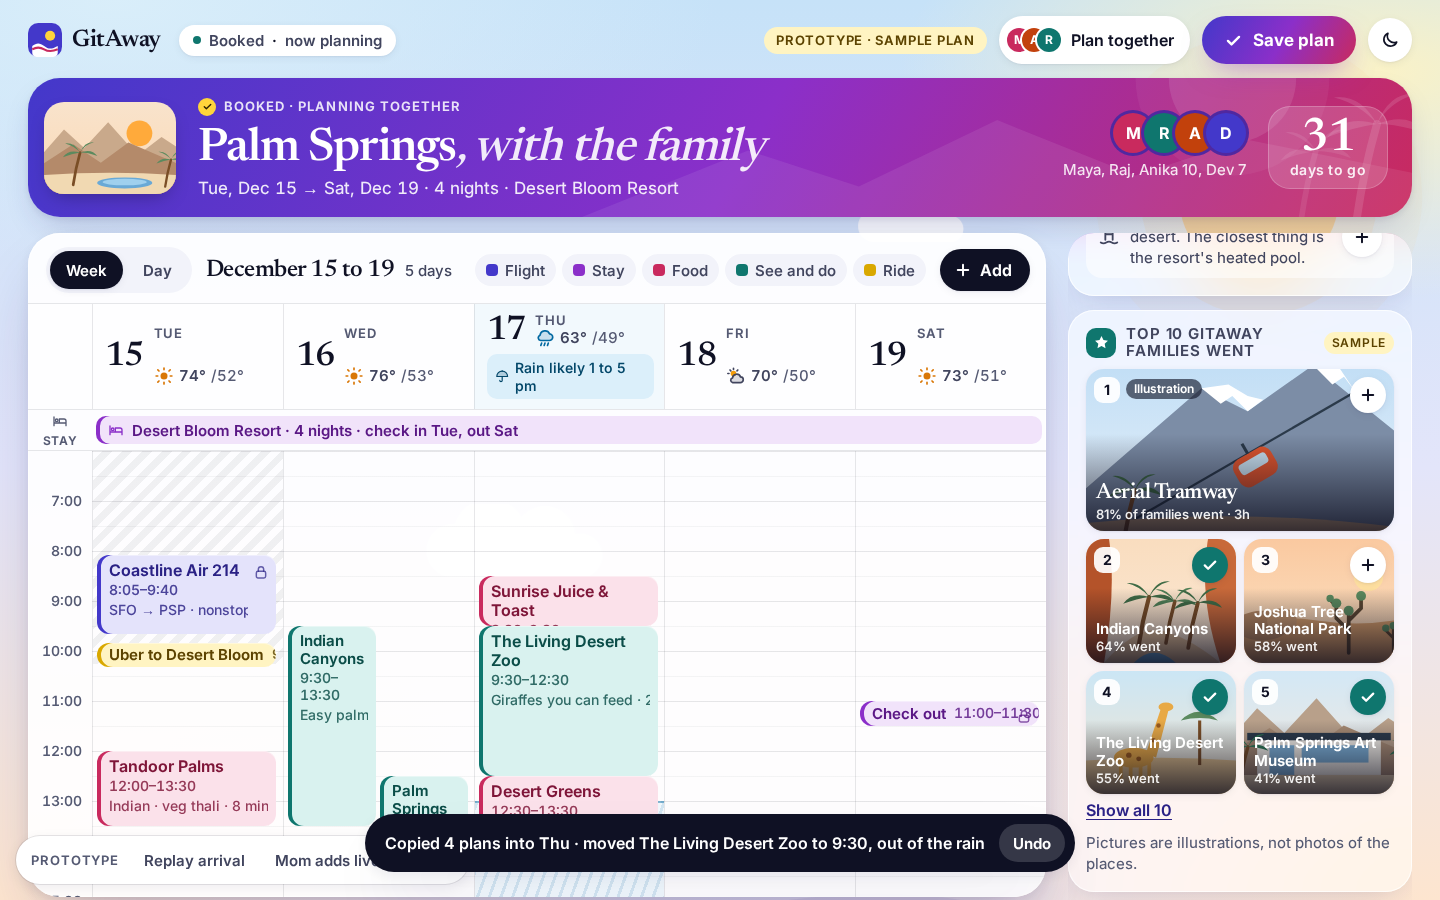 GitAway
Booked · now planning
PROTOTYPE · SAMPLE PLAN
M A R Plan together
Save plan
BOOKED · PLANNING TOGETHER
Palm Springs, with the family
Tue, Dec 15 → Sat, Dec 19 · 4 nights · Desert Bloom Resort
M R A D
Maya, Raj, Anika 10, Dev 7
31
days to go
Week
Day
December 15 to 19 5 days
Flight
Stay
Food
See and do
Ride
Add
15 TUE
74° /52°
16 WED
76° /53°
17 THU
63° /49°
Rain likely 1 to 5
pm
18 FRI
70° /50°
19 SAT
73° /51°
STAY
Desert Bloom Resort · 4 nights · check in Tue, out Sat
7:00
8:00
9:00
10:00
11:00
12:00
13:00
Coastline Air 214
8:05–9:40
SFO → PSP · nonstop
Uber to Desert Bloom
Tandoor Palms
12:00–13:30
Indian · veg thali · 8 min
Indian
Canyons
9:30–
13:30
Easy palm
Palm
Springs
Sunrise Juice &
Toast
The Living Desert
Zoo
9:30–12:30
Giraffes you can feed · 2
Desert Greens
12:30–13:30
Check out 11:00–11:30
desert. The closest thing is
the resort's heated pool.
TOP 10 GITAWAY
FAMILIES WENT
SAMPLE
1 Illustration
Aerial Tramway
81% of families went · 3h
2
Indian Canyons
64% went
3
Joshua Tree
National Park
58% went
4
The Living Desert
Zoo
55% went
5
Palm Springs Art
Museum
41% went
Show all 10
Pictures are illustrations, not photos of the
places.
PROTOTYPE
Replay arrival
Mom adds live
Copied 4 plans into Thu · moved The Living Desert Zoo to 9:30, out of the rain
Undo